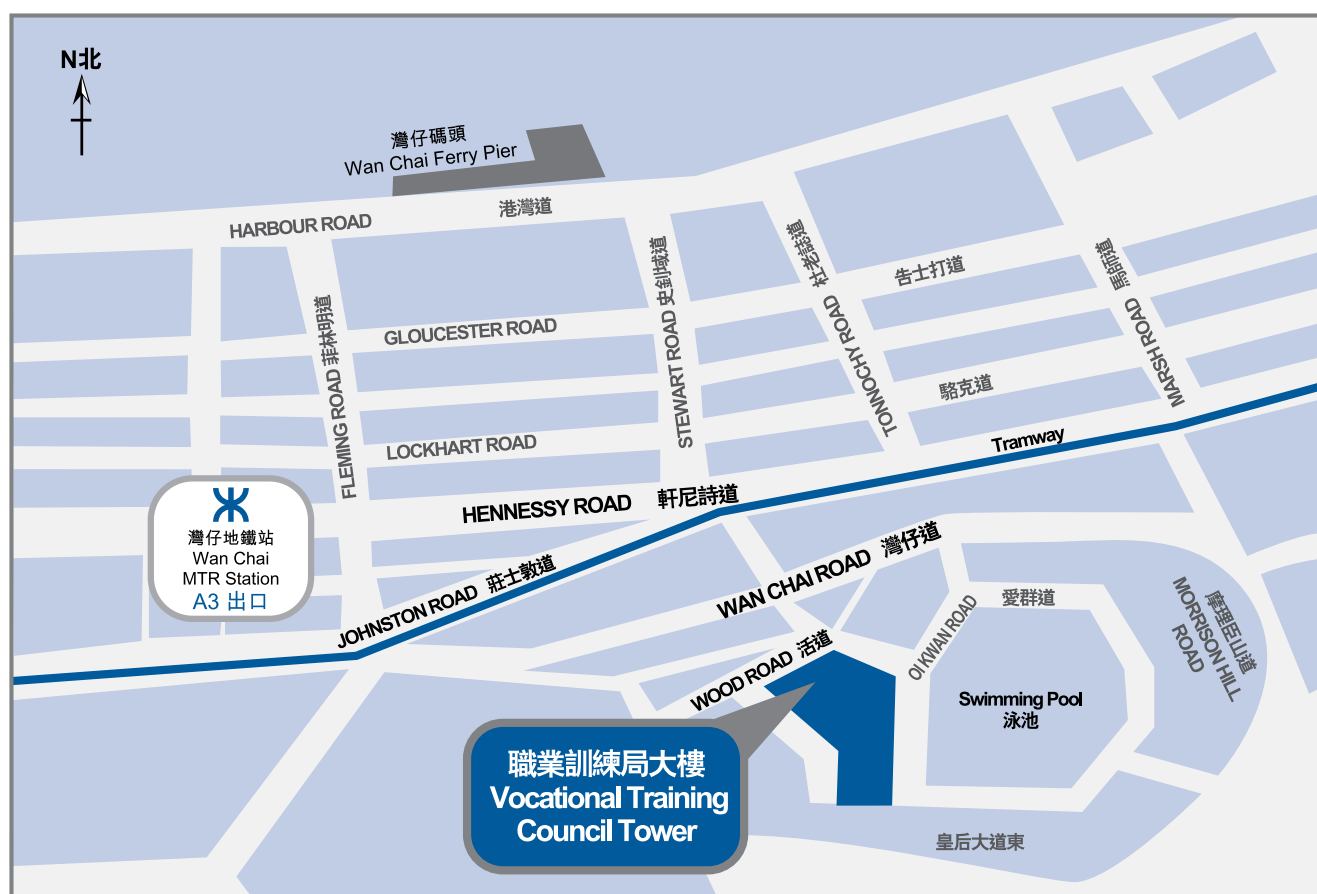 N北
灣仔碼頭
Wan Chai Ferry Pier
HARBOUR ROAD 港灣道
GLOUCESTER ROAD 告士打道
LOCKHART ROAD 駱克道
FLEMING ROAD 菲林明道
STEWART ROAD 史釗域道
TONNOCHY ROAD 杜老誌道
MARSH ROAD 馬師道
Tramway
HENNESSY ROAD 軒尼詩道
灣仔地鐵站
Wan Chai
MTR Station
A3 出口
JOHNSTON ROAD 莊士敦道
WAN CHAI ROAD 灣仔道
WOOD ROAD 活道
OI KWAN ROAD 愛群道
摩理臣山道
MORRISON HILL
ROAD
Swimming Pool
泳池
職業訓練局大樓
Vocational Training
Council Tower
皇后大道東